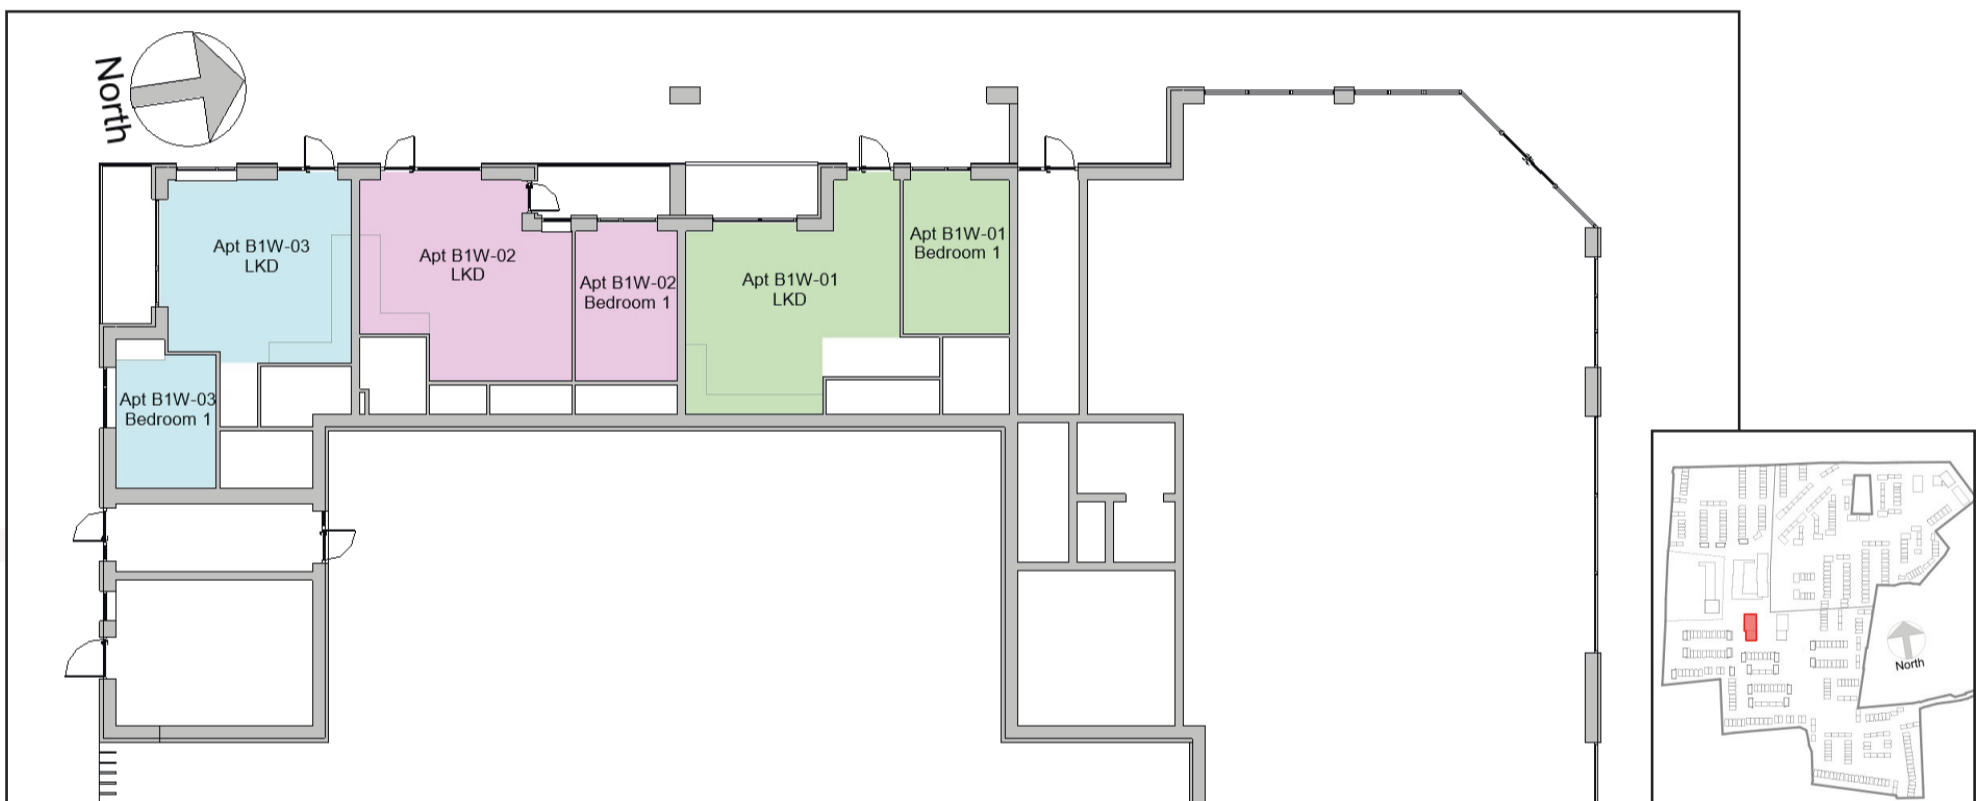 North
Apt B1W-03
LKD
Apt B1W-02
LKD
Apt B1W-02
Bedroom 1
Apt B1W-01
LKD
Apt B1W-01
Bedroom 1
Apt B1W-03
Bedroom 1
North